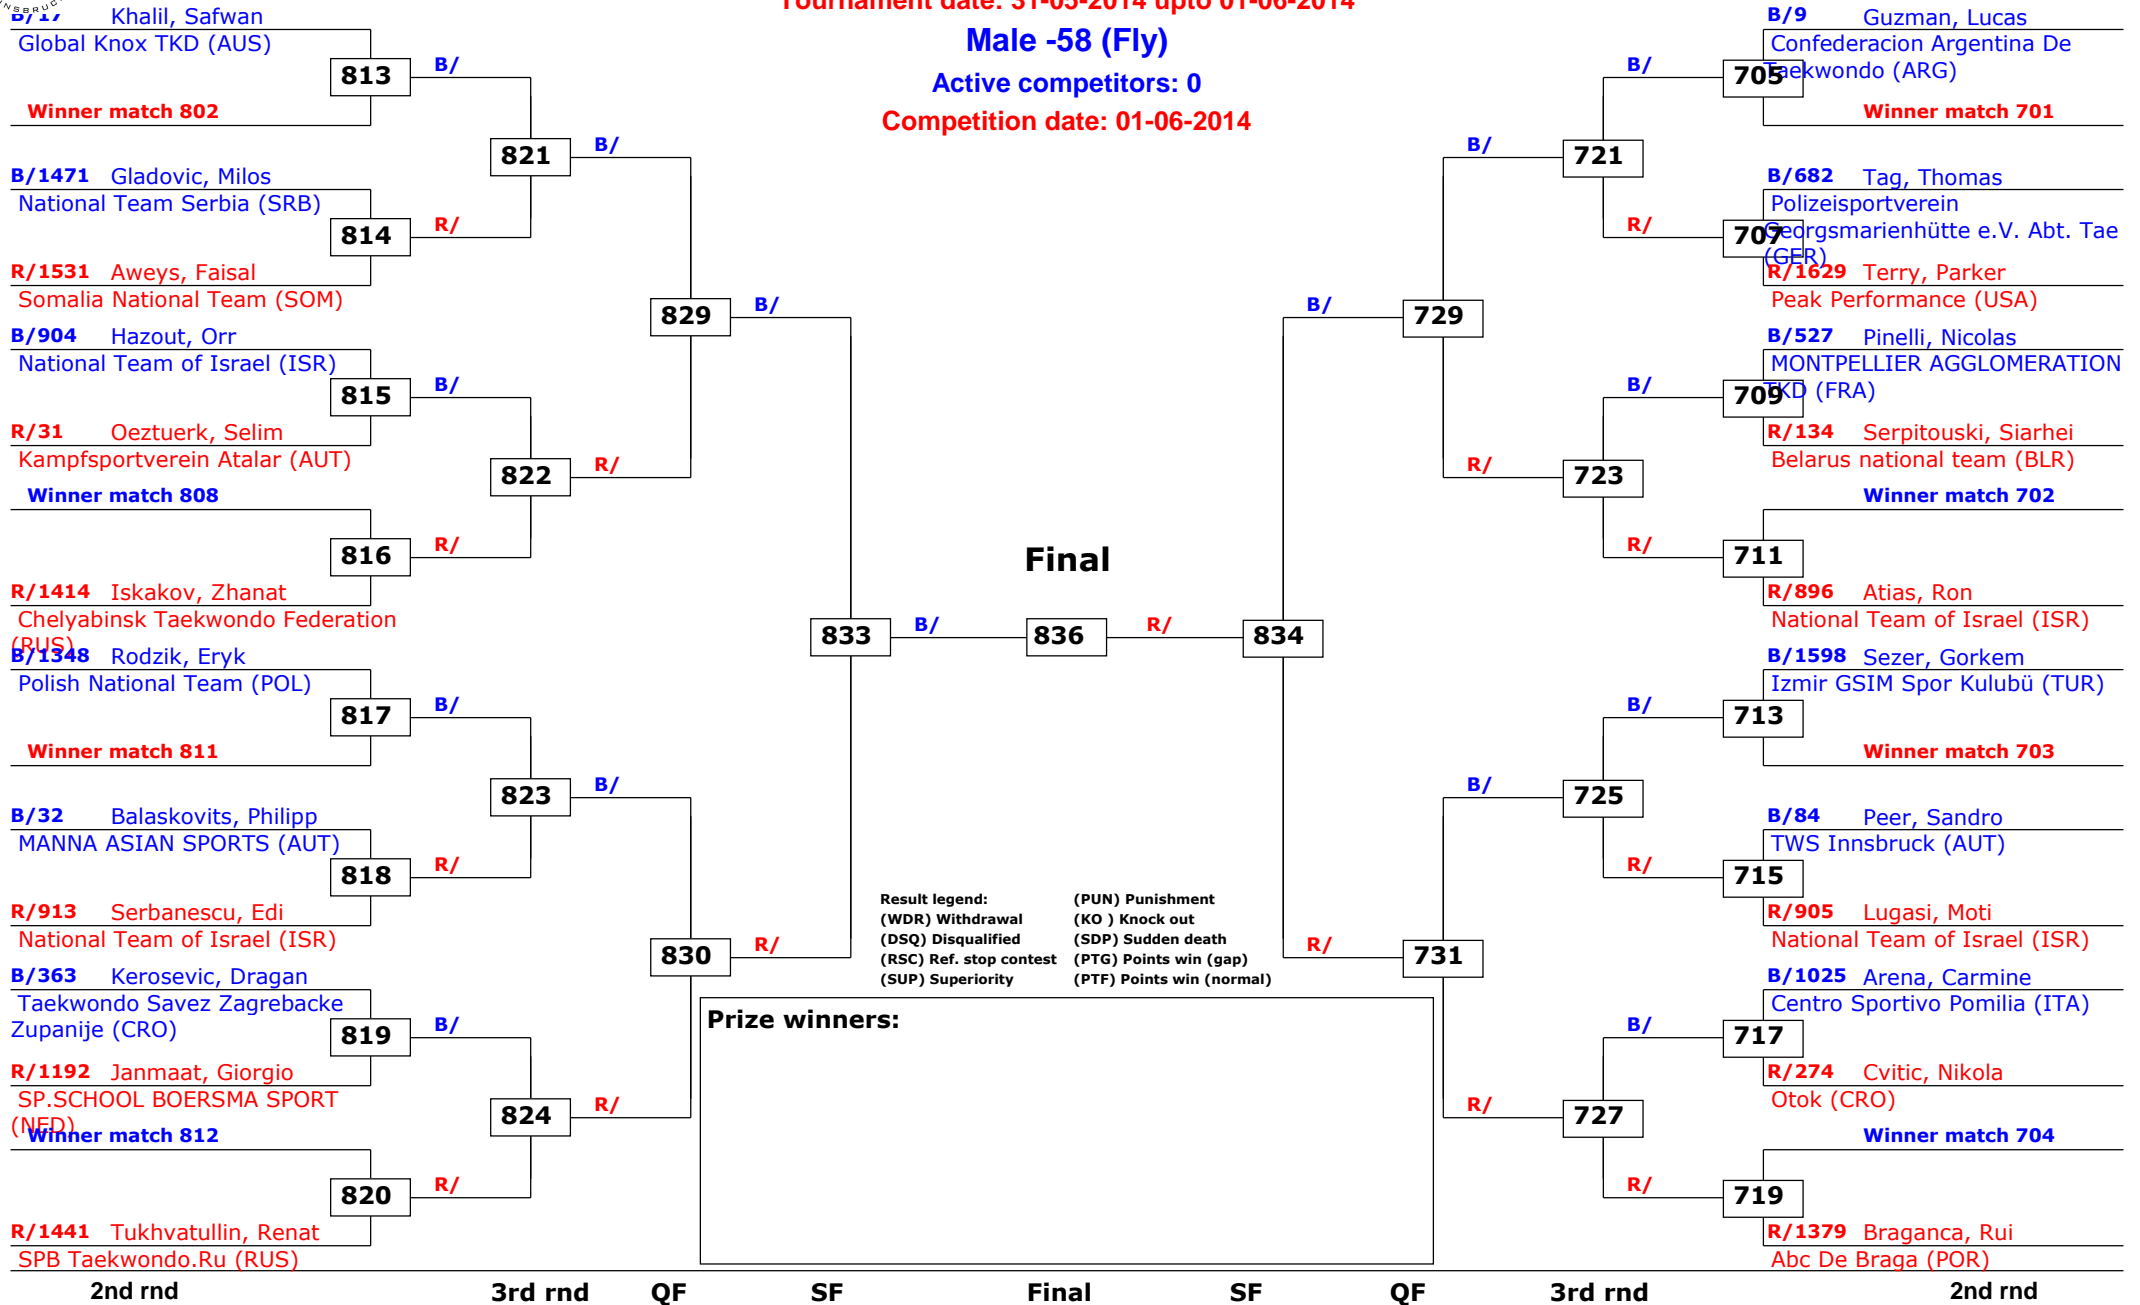 NNSBRUC
Tournament date: 31-05-2014 upto 01-06-2014
Male -58 (Fly)
Active competitors: 0
Competition date: 01-06-2014
B/17 Khalil, Safwan
Global Knox TKD (AUS)
813
B/
Winner match 802
821
B/
B/1471 Gladovic, Milos
National Team Serbia (SRB)
814
R/
R/1531 Aweys, Faisal
Somalia National Team (SOM)
829
B/
B/904 Hazout, Orr
National Team of Israel (ISR)
815
B/
R/31 Oeztuerk, Selim
Kampfsportverein Atalar (AUT)
822
R/
Winner match 808
816
R/
R/1414 Iskakov, Zhanat
Chelyabinsk Taekwondo Federation
(RUS)
833
B/
B/1348 Rodzik, Eryk
Polish National Team (POL)
817
B/
Winner match 811
823
B/
B/32 Balaskovits, Philipp
MANNA ASIAN SPORTS (AUT)
818
R/
R/913 Serbanescu, Edi
National Team of Israel (ISR)
830
R/
B/363 Kerosevic, Dragan
Taekwondo Savez Zagrebacke
Zupanije (CRO)
819
B/
R/1192 Janmaat, Giorgio
SP.SCHOOL BOERSMA SPORT
(NED)
824
R/
Winner match 812
820
R/
R/1441 Tukhvatullin, Renat
SPB Taekwondo.Ru (RUS)
Final
836
R/
834
B/9 Guzman, Lucas
Confederacion Argentina De
Taekwondo (ARG)
705
B/
Winner match 701
721
B/
B/682 Tag, Thomas
Polizeisportverein
Georgsmarienhütte e.V. Abt. Tae
(GER)
707
R/
R/1629 Terry, Parker
Peak Performance (USA)
729
B/
B/527 Pinelli, Nicolas
MONTPELLIER AGGLOMERATION
TKD (FRA)
709
B/
R/134 Serpitouski, Siarhei
Belarus national team (BLR)
723
R/
Winner match 702
711
R/
R/896 Atias, Ron
National Team of Israel (ISR)
B/1598 Sezer, Gorkem
Izmir GSIM Spor Kulubü (TUR)
713
B/
Winner match 703
725
B/
B/84 Peer, Sandro
TWS Innsbruck (AUT)
715
R/
R/905 Lugasi, Moti
National Team of Israel (ISR)
731
R/
B/1025 Arena, Carmine
Centro Sportivo Pomilia (ITA)
717
B/
R/274 Cvitic, Nikola
Otok (CRO)
727
R/
Winner match 704
719
R/
R/1379 Braganca, Rui
Abc De Braga (POR)
Result legend: (PUN) Punishment
(WDR) Withdrawal (KO ) Knock out
(DSQ) Disqualified (SDP) Sudden death
(RSC) Ref. stop contest (PTG) Points win (gap)
(SUP) Superiority (PTF) Points win (normal)
Prize winners:
2nd rnd 3rd rnd QF SF Final SF QF 3rd rnd 2nd rnd